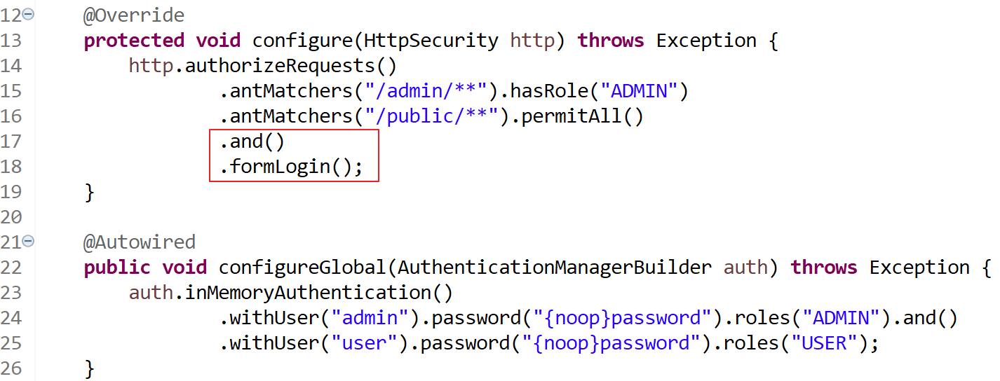 12 @Override
13 protected void configure(HttpSecurity http) throws Exception {
14 http.authorizeRequests()
15 .antMatchers("/admin/**").hasRole("ADMIN")
16 .antMatchers("/public/**").permitAll()
17 .and()
18 .formLogin();
19 }
20
21 @Autowired
22 public void configureGlobal(AuthenticationManagerBuilder auth) throws Exception {
23 auth.inMemoryAuthentication()
24 .withUser("admin").password("{noop}password").roles("ADMIN").and()
25 .withUser("user").password("{noop}password").roles("USER");
26 }